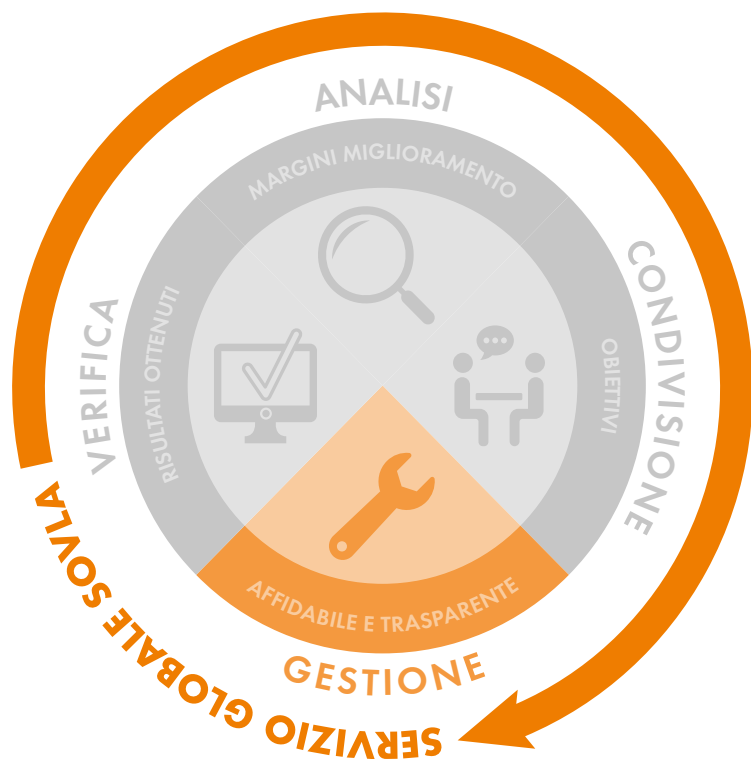 ANALISI
MARGINI MIGLIORAMENTO
CONDIVISIONE
OBIETTIVI
GESTIONE
AFFIDABILE E TRASPARENTE
VERIFICA
RISULTATI OTTENUTI
SERVIZIO GLOBALE SOVLA